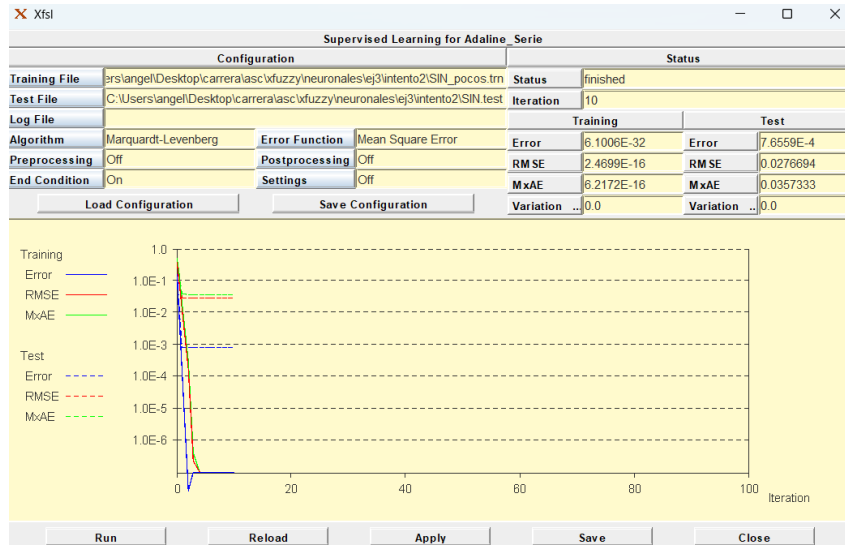 Xfsl
Supervised Learning for Adaline_Serie
Configuration
Status
Training File ers\angel\Desktop\carrera\asc\xfuzzy\neuronales\ej3\intento2\SIN_pocos.trn
Status finished
Test File C:\Users\angel\Desktop\carrera\asc\xfuzzy\neuronales\ej3\intento2\SIN.test
Iteration 10
Log File
Training Test
Algorithm Marquardt-Levenberg Error Function Mean Square Error
Error 6.1006E-32 Error 7.6559E-4
Preprocessing Off Postprocessing Off
RMSE 2.4699E-16 RMSE 0.0276694
End Condition On Settings Off
MxAE 6.2172E-16 MxAE 0.0357333
Load Configuration Save Configuration
Variation ... 0.0 Variation ... 0.0
Training
Error
RMSE
MxAE
Test
Error
RMSE
MxAE
1.0
1.0E-1
1.0E-2
1.0E-3
1.0E-4
1.0E-5
1.0E-6
0 20 40 60 80 100
Iteration
Run Reload Apply Save Close